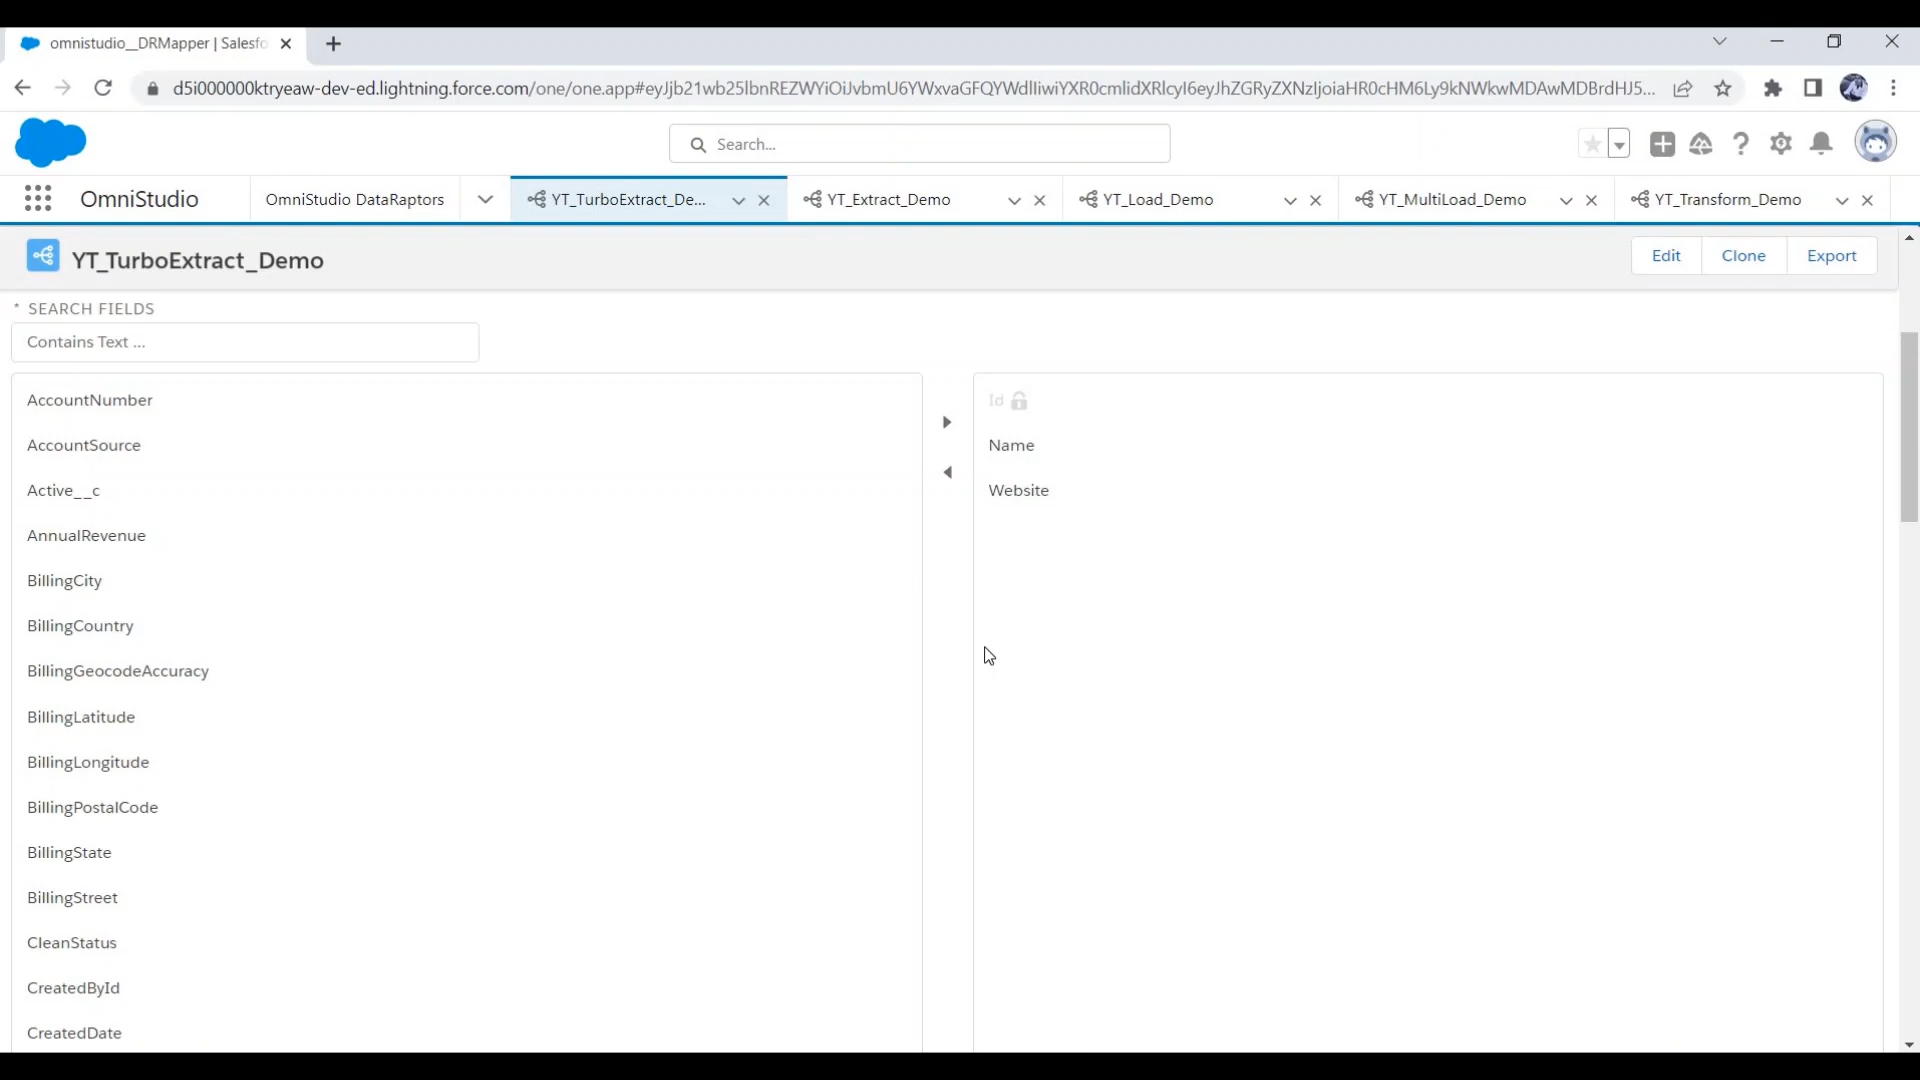 omnistudio__DRMapper | Salesfo
d5i000000ktryeaw-dev-ed.lightning.force.com/one/one.app#eyJjb21wb25lbnREZWYiOiJvbmU6YWxvaGFQYWdlIiwiYXR0cmlidXRlcyI6eyJhZGRyZXNzIjoiaHR0cHM6Ly9kNWkwMDAwMDBrdHJ5...
Search...
OmniStudio
OmniStudio DataRaptors
YT_TurboExtract_De...
YT_Extract_Demo
YT_Load_Demo
YT_MultiLoad_Demo
YT_Transform_Demo
YT_TurboExtract_Demo
Edit
Clone
Export
* SEARCH FIELDS
Contains Text ...
AccountNumber
AccountSource
Active__c
AnnualRevenue
BillingCity
BillingCountry
BillingGeocodeAccuracy
BillingLatitude
BillingLongitude
BillingPostalCode
BillingState
BillingStreet
CleanStatus
CreatedById
CreatedDate
Id
Name
Website